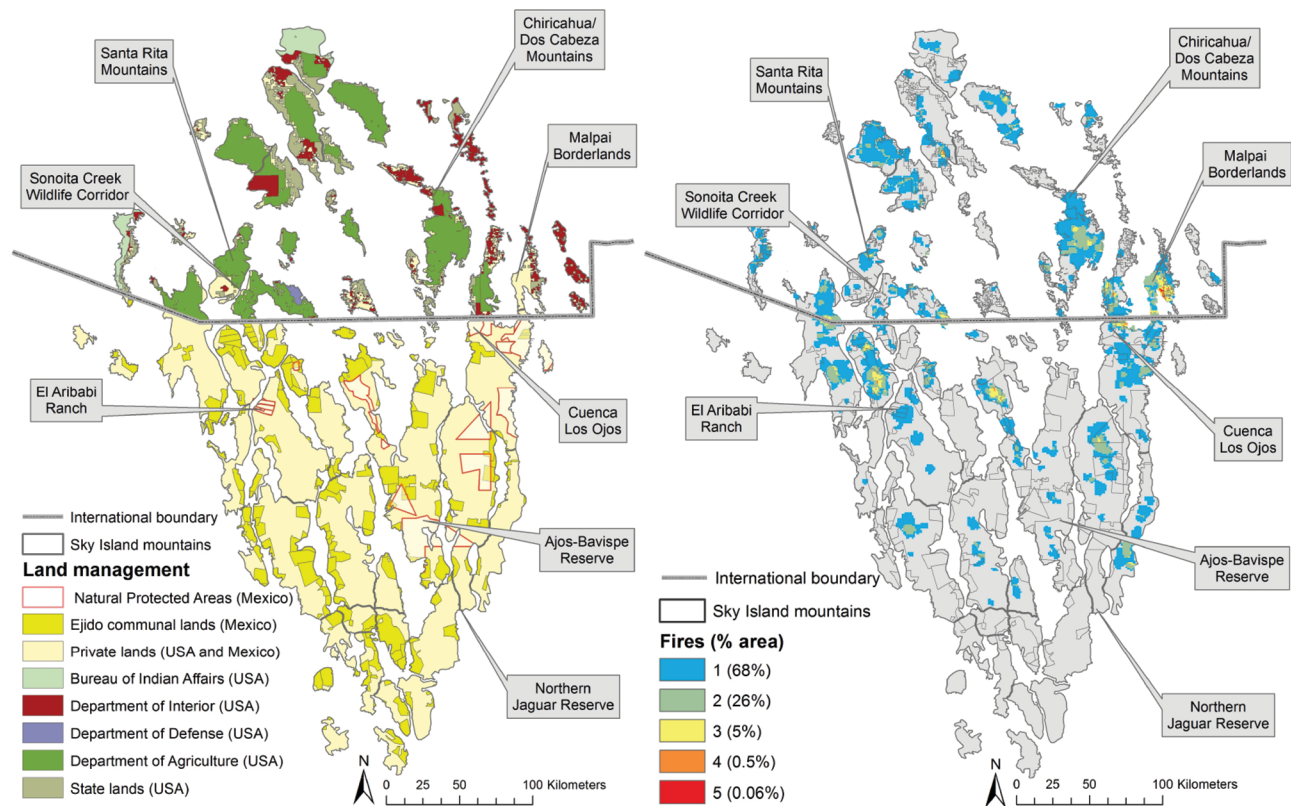 Chiricahua/
Dos Cabeza
Mountains
Santa Rita
Mountains
Malpai
Borderlands
Sonoita Creek
Wildlife Corridor
El Aribabi
Ranch
Cuenca
Los Ojos
Ajos-Bavispe
Reserve
Northern
Jaguar Reserve
International boundary
Sky Island mountains
Land management
Natural Protected Areas (Mexico)
Ejido communal lands (Mexico)
Private lands (USA and Mexico)
Bureau of Indian Affairs (USA)
Department of Interior (USA)
Department of Defense (USA)
Department of Agriculture (USA)
State lands (USA)
N
0 25 50 100 Kilometers
Chiricahua/
Dos Cabeza
Mountains
Santa Rita
Mountains
Malpai
Borderlands
Sonoita Creek
Wildlife Corridor
El Aribabi
Ranch
Cuenca
Los Ojos
Ajos-Bavispe
Reserve
Northern
Jaguar Reserve
International boundary
Sky Island mountains
Fires (% area)
1 (68%)
2 (26%)
3 (5%)
4 (0.5%)
5 (0.06%)
N
0 25 50 100 Kilometers